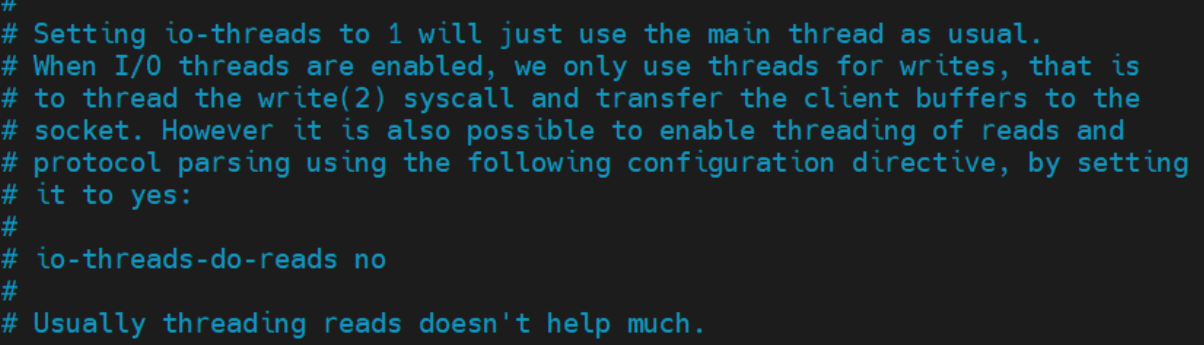 #
# Setting io-threads to 1 will just use the main thread as usual.
# When I/O threads are enabled, we only use threads for writes, that is
# to thread the write(2) syscall and transfer the client buffers to the
# socket. However it is also possible to enable threading of reads and
# protocol parsing using the following configuration directive, by setting
# it to yes:
#
# io-threads-do-reads no
#
# Usually threading reads doesn't help much.